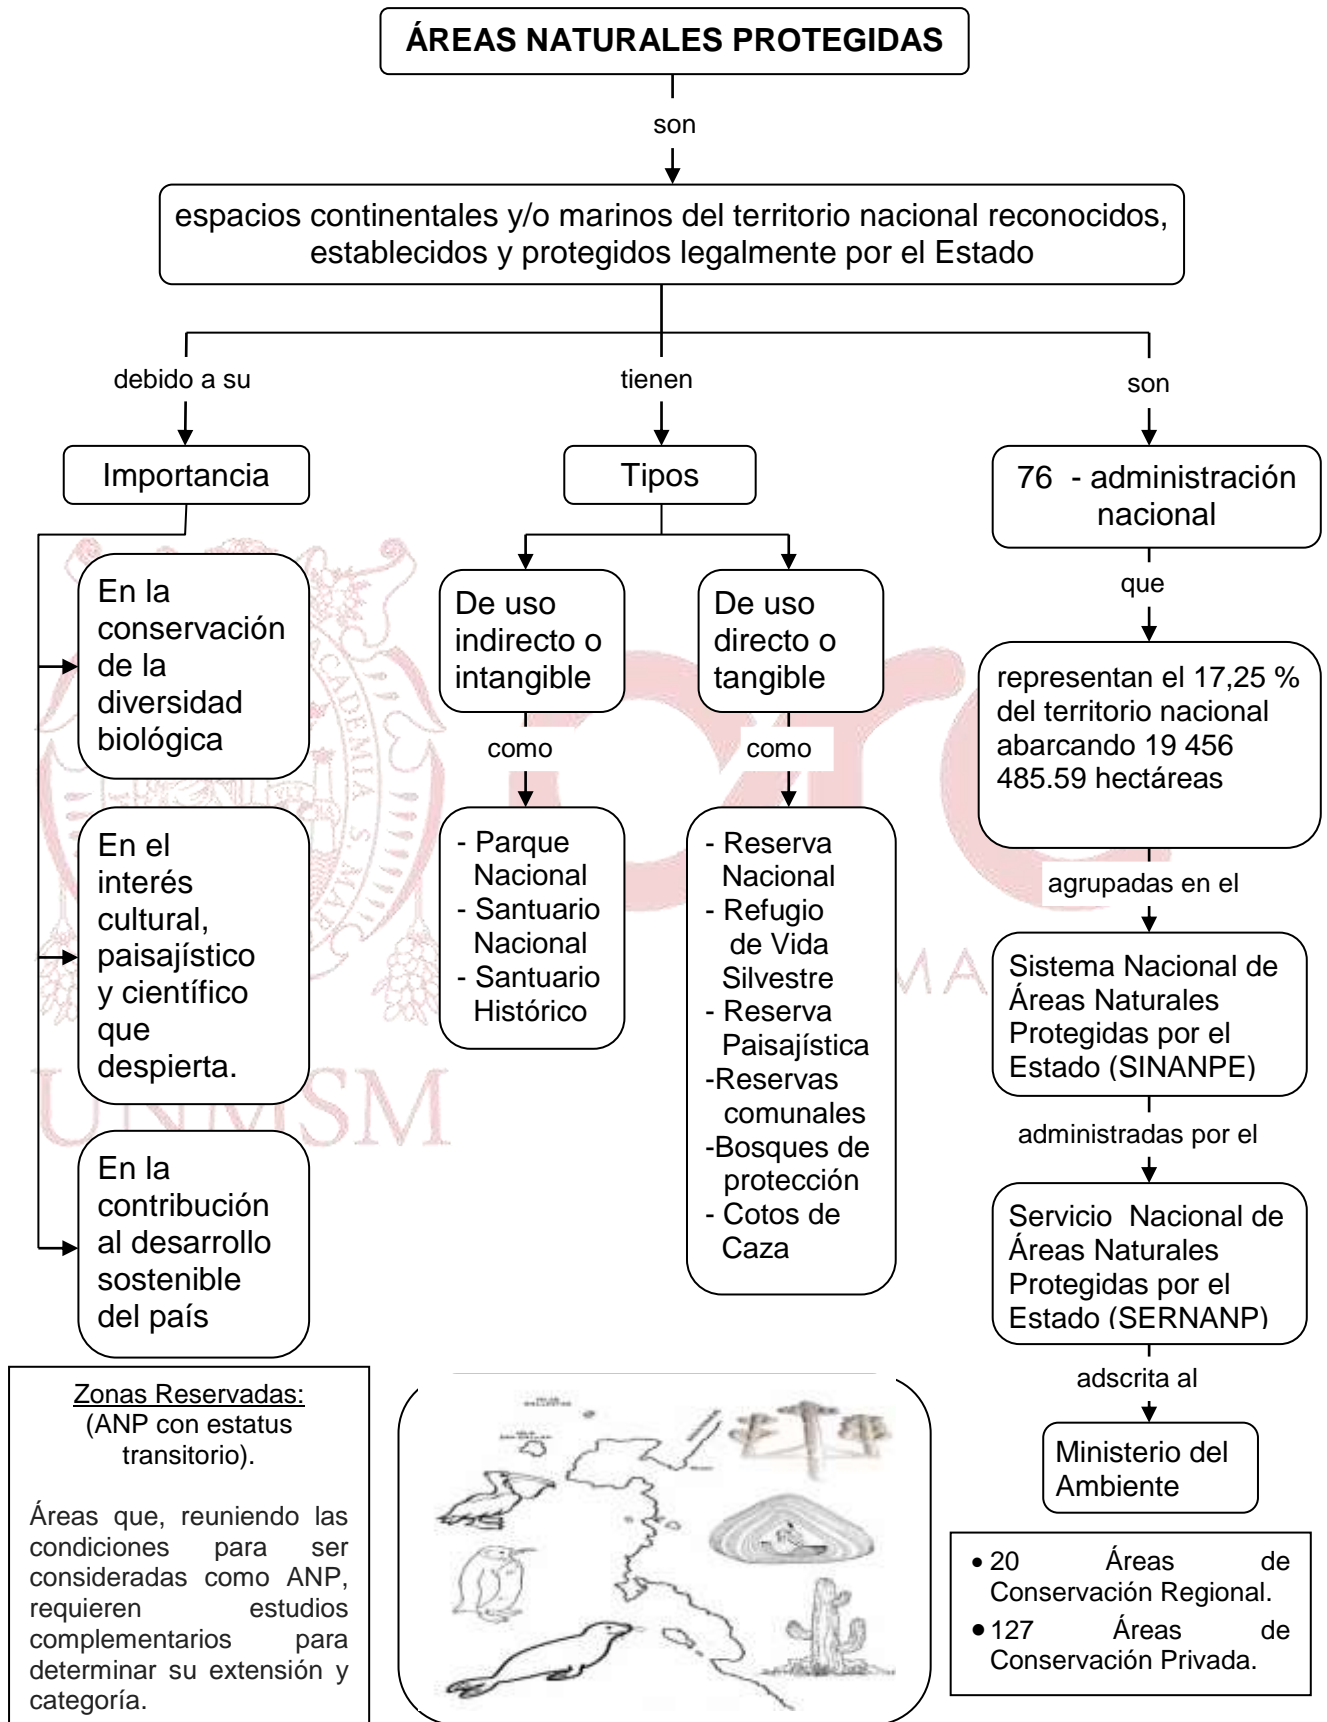 ÁREAS NATURALES PROTEGIDAS
son
espacios continentales y/o marinos del territorio nacional reconocidos,
establecidos y protegidos legalmente por el Estado
debido a su
tienen
son
Importancia
Tipos
76 - administración
nacional
que
En la
conservación
de la
diversidad
biológica
En el
interés
cultural,
paisajístico
y científico
que
despierta.
En la
contribución
al desarrollo
sostenible
del país
De uso
indirecto o
intangible
como
- Parque
Nacional
- Santuario
Nacional
- Santuario
Histórico
De uso
directo o
tangible
como
- Reserva
Nacional
- Refugio
de Vida
Silvestre
- Reserva
Paisajística
-Reservas
comunales
-Bosques de
protección
- Cotos de
Caza
representan el 17,25 %
del territorio nacional
abarcando 19 456
485.59 hectáreas
agrupadas en el
Sistema Nacional de
Áreas Naturales
Protegidas por el
Estado (SINANPE)
administradas por el
Servicio Nacional de
Áreas Naturales
Protegidas por el
Estado (SERNANP)
adscrita al
Ministerio del
Ambiente
Zonas Reservadas:
(ANP con estatus
transitorio).
Áreas que, reuniendo las
condiciones para ser
consideradas como ANP,
requieren estudios
complementarios para
determinar su extensión y
categoría.
• 20 Áreas de
Conservación Regional.
• 127 Áreas de
Conservación Privada.
UNMSM
ACADEMIA S MAR
MA